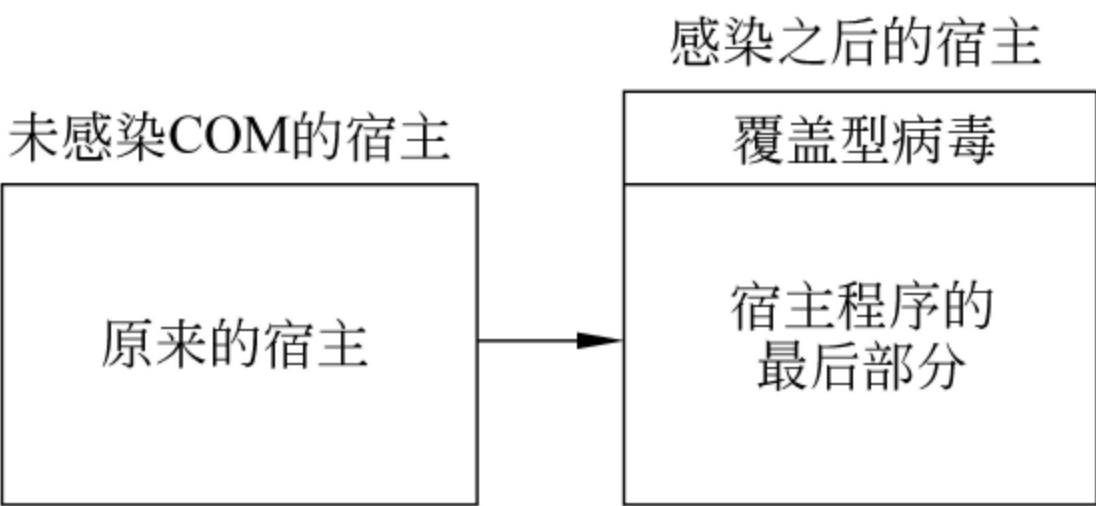 未感染COM的宿主
原来的宿主
感染之后的宿主
覆盖型病毒
宿主程序的
最后部分